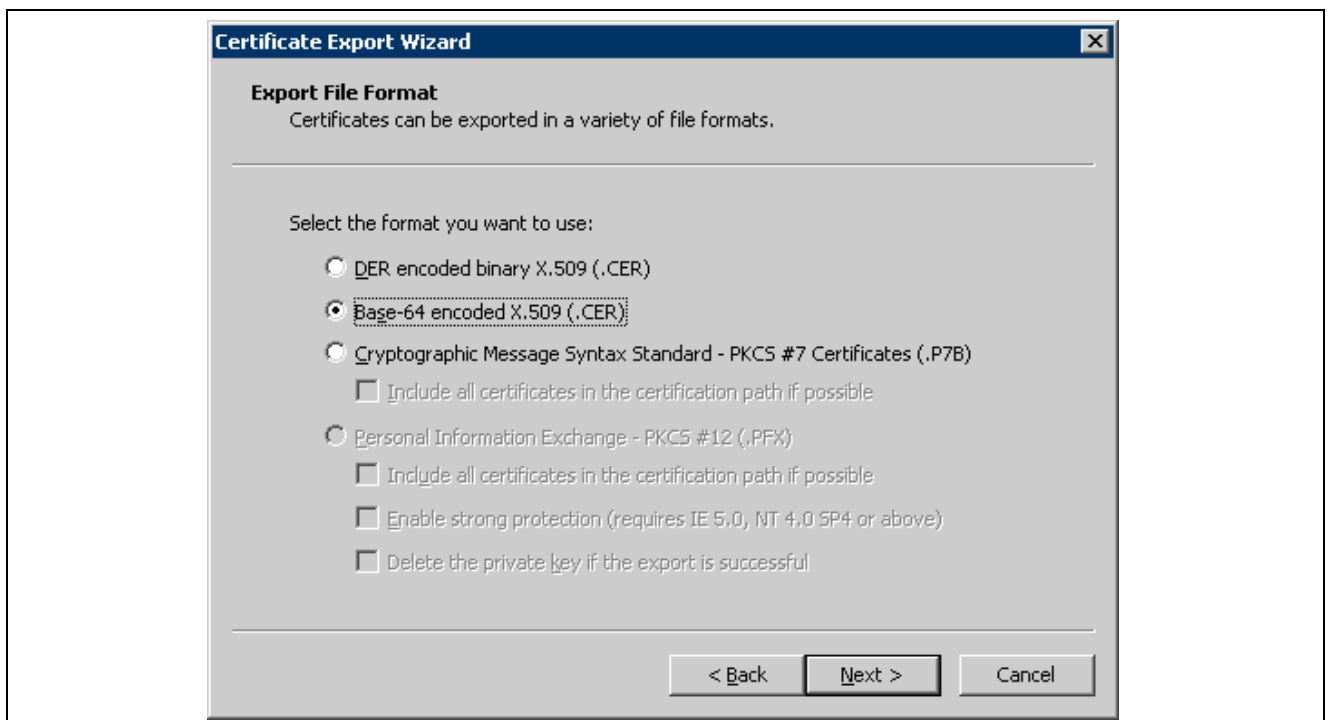 Certificate Export Wizard
Export File Format
Certificates can be exported in a variety of file formats.
Select the format you want to use:
DER encoded binary X.509 (.CER)
Base-64 encoded X.509 (.CER)
Cryptographic Message Syntax Standard - PKCS #7 Certificates (.P7B)
Include all certificates in the certification path if possible
Personal Information Exchange - PKCS #12 (.PFX)
Include all certificates in the certification path if possible
Enable strong protection (requires IE 5.0, NT 4.0 SP4 or above)
Delete the private key if the export is successful
< Back Next > Cancel